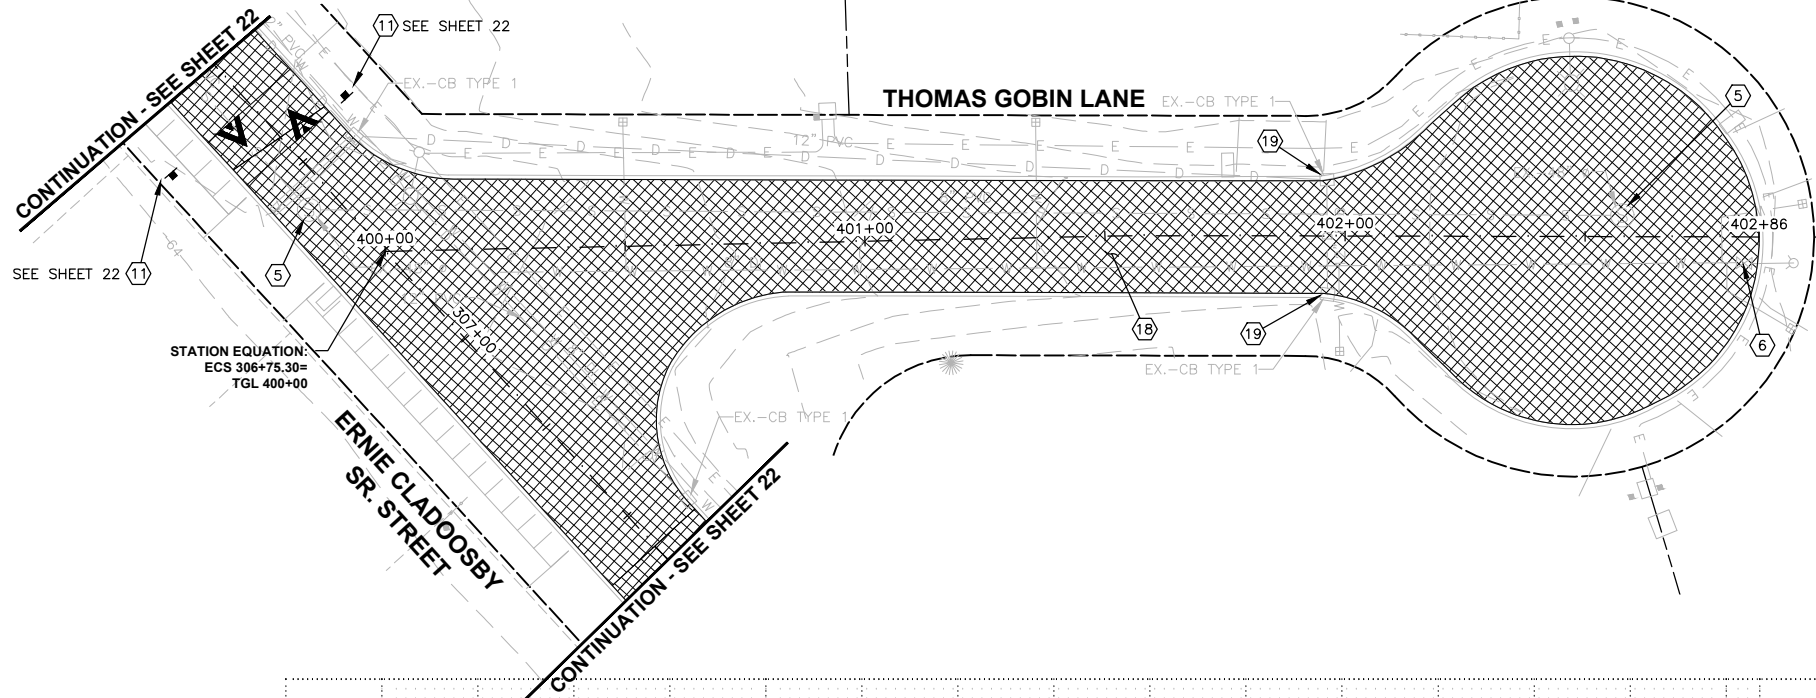 CONTINUATION - SEE SHEET 22
11 SEE SHEET 22
EX.-CB TYPE 1
THOMAS GOBIN LANE
EX.-CB TYPE 1
5
19
12" PVC
400+00
401+00
402+00
402+86
SEE SHEET 22 11
5
64
307+00
18
19
6
STATION EQUATION:
ECS 306+75.30=
TGL 400+00
EX.-CB TYPE 1
EX.-CB TYPE 1
ERNIE CLADOOSBY
SR. STREET
CONTINUATION - SEE SHEET 22